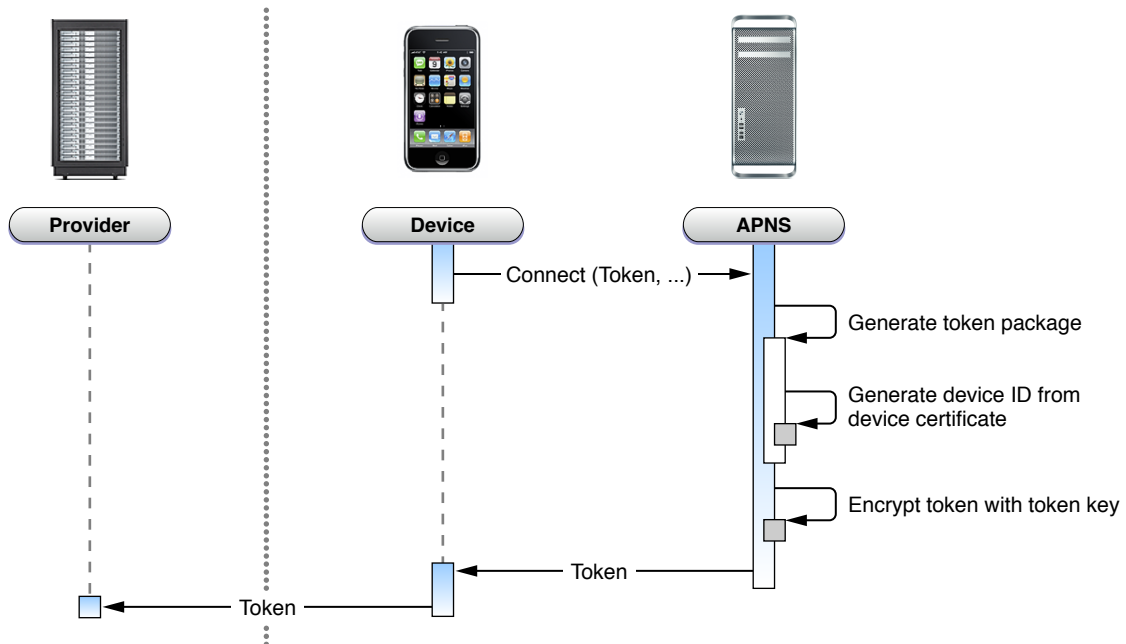 Provider
Device
APNS
Connect (Token, ...)
Generate token package
Generate device ID from
device certificate
Encrypt token with token key
Token
Token